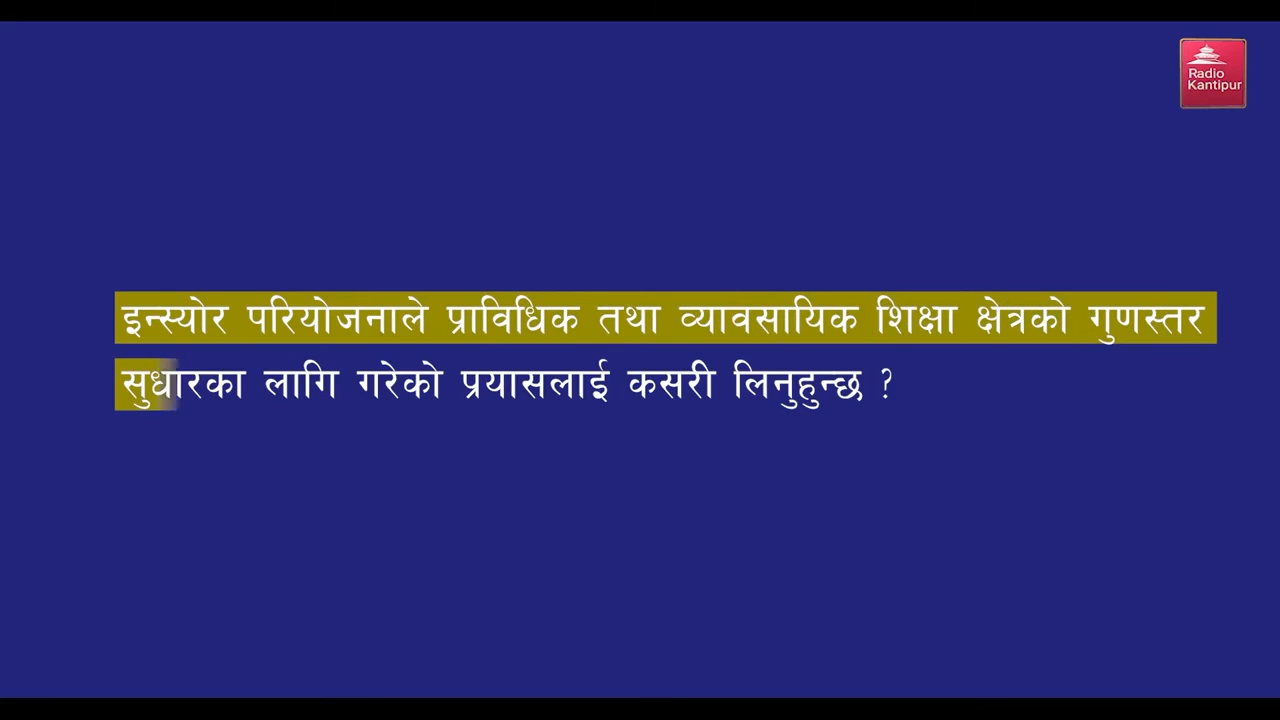 Radio
Kantipur
इन्स्योर परियोजनाले प्राविधिक तथा व्यावसायिक शिक्षा क्षेत्रको गुणस्तर
सुधारका लागि गरेको प्रयासलाई कसरी लिनुहुन्छ ?